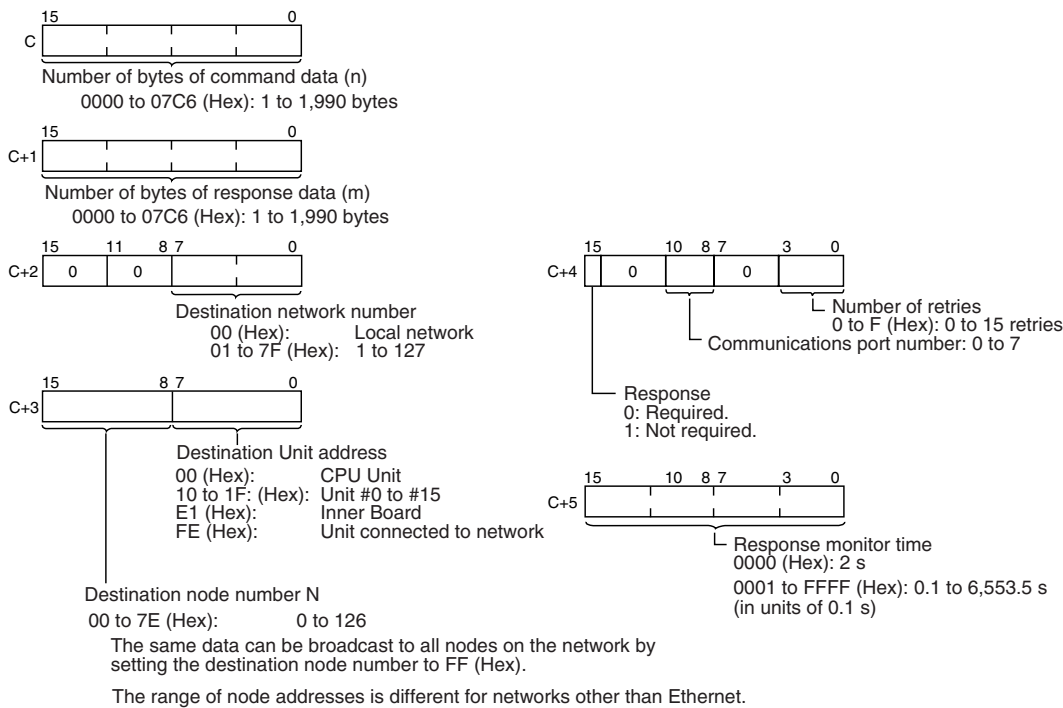 15 0
C
Number of bytes of command data (n)
0000 to 07C6 (Hex): 1 to 1,990 bytes
15 0
C+1
Number of bytes of response data (m)
0000 to 07C6 (Hex): 1 to 1,990 bytes
15 11 8 7 0
C+2 0 0
Destination network number
00 (Hex): Local network
01 to 7F (Hex): 1 to 127
15 8 7 0
C+3
Destination Unit address
00 (Hex): CPU Unit
10 to 1F: (Hex): Unit #0 to #15
E1 (Hex): Inner Board
FE (Hex): Unit connected to network
Destination node number N
00 to 7E (Hex): 0 to 126
The same data can be broadcast to all nodes on the network by
setting the destination node number to FF (Hex).
The range of node addresses is different for networks other than Ethernet.
15 10 8 7 3 0
C+4 0 0
Number of retries
0 to F (Hex): 0 to 15 retries
Communications port number: 0 to 7
Response
0: Required.
1: Not required.
15 10 8 7 3 0
C+5
Response monitor time
0000 (Hex): 2 s
0001 to FFFF (Hex): 0.1 to 6,553.5 s
(in units of 0.1 s)